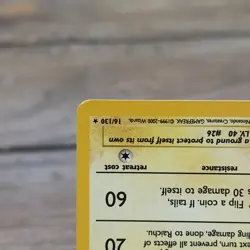 20
prevent all effects of
damage, done to Raichu.
60
Flip a coin. If tails,
30 damage to itself.
resistance
retreat cost
a ground to protect itself from its own
LV. 40 #26
Nintendo, Creatures, GAMEFREAK. ©1999-2000 Wizards. 16/130 ★